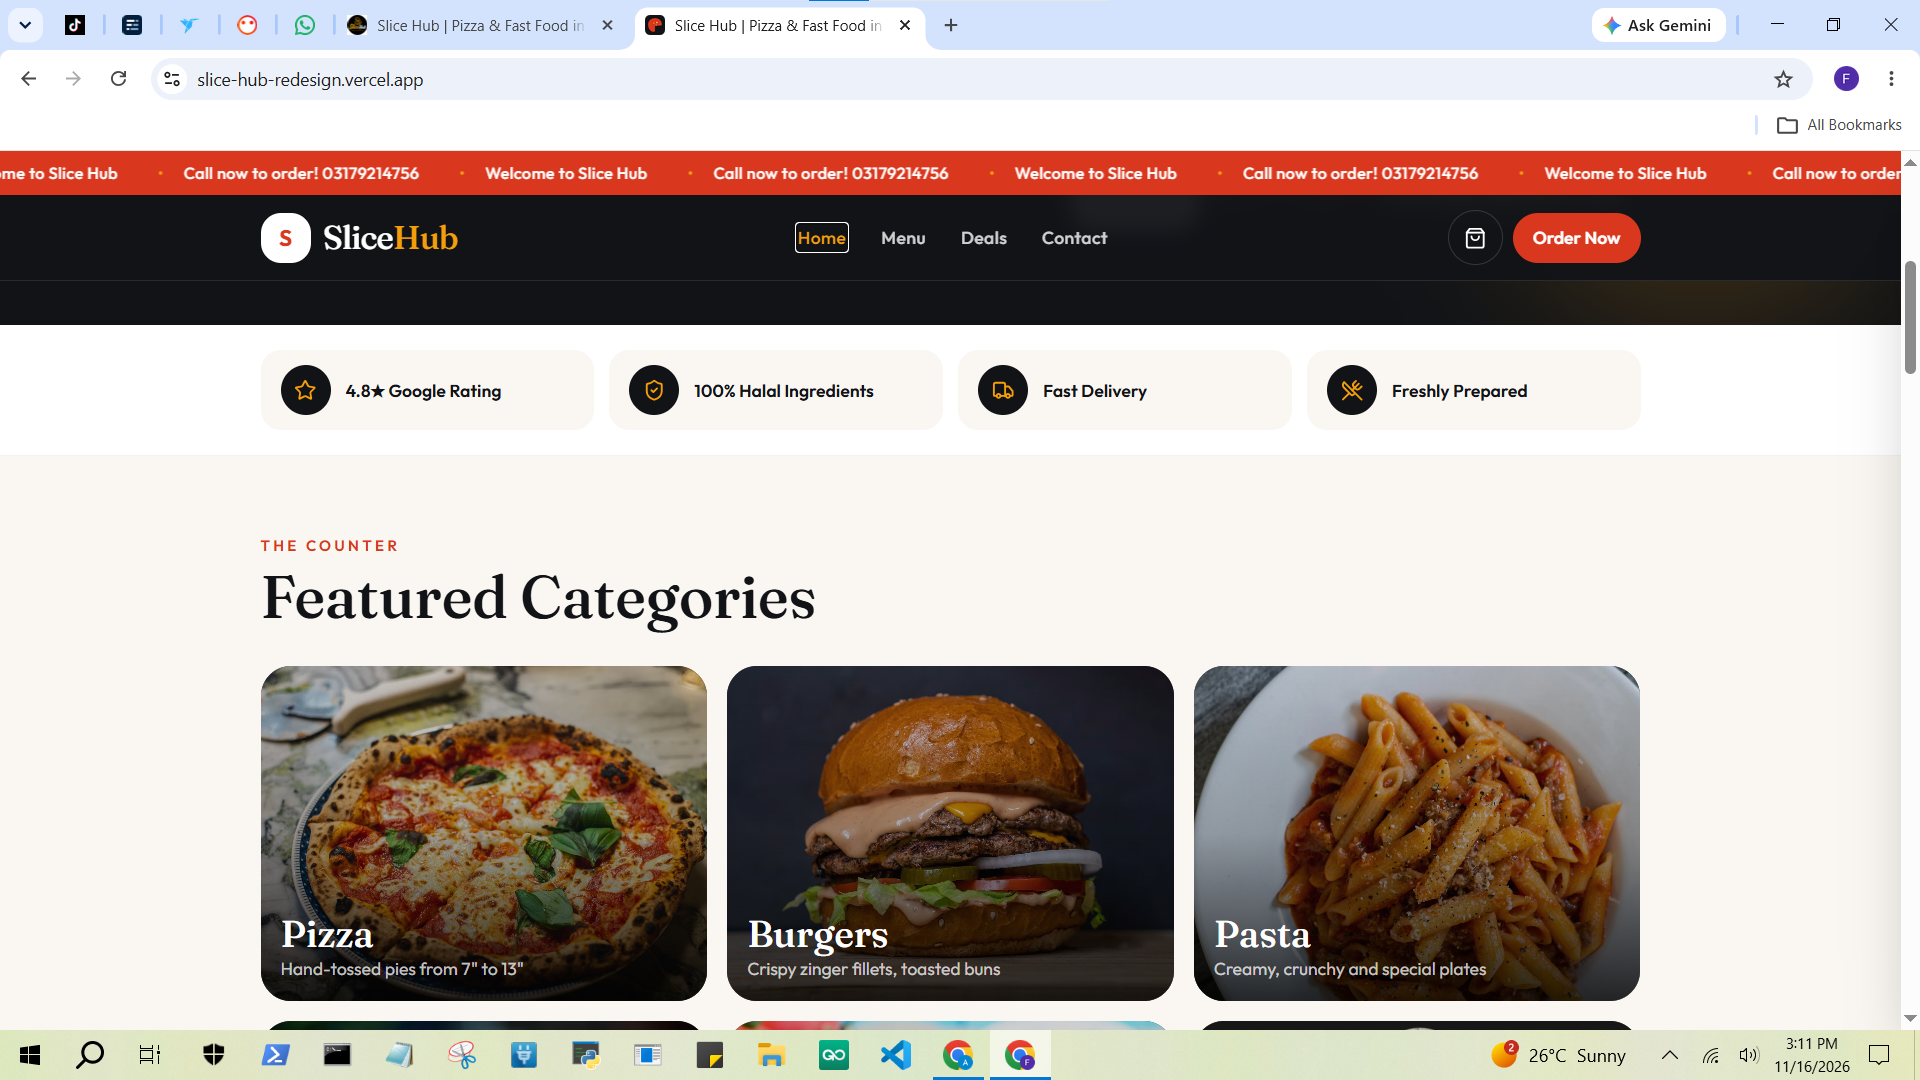 Slice Hub | Pizza & Fast Food in
Slice Hub | Pizza & Fast Food in
Ask Gemini
slice-hub-redesign.vercel.app
F
All Bookmarks
me to Slice Hub • Call now to order! 03179214756 • Welcome to Slice Hub • Call now to order! 03179214756 • Welcome to Slice Hub • Call now to order! 03179214756 • Welcome to Slice Hub • Call now to order
S SliceHub
Home Menu Deals Contact
Order Now
4.8★ Google Rating
100% Halal Ingredients
Fast Delivery
Freshly Prepared
THE COUNTER
Featured Categories
Pizza
Hand-tossed pies from 7" to 13"
Burgers
Crispy zinger fillets, toasted buns
Pasta
Creamy, crunchy and special plates
2
26°C Sunny
3:11 PM
11/16/2026